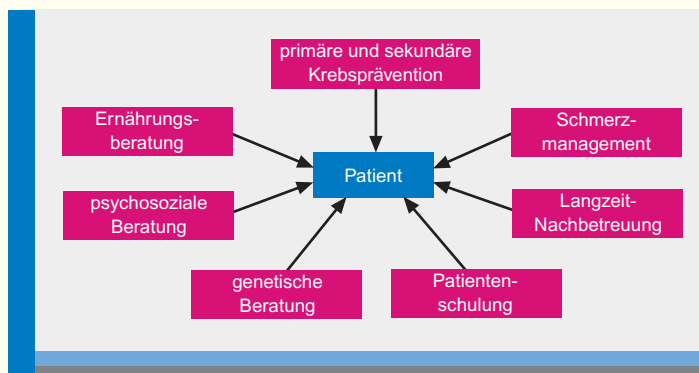 primäre und sekundäre
Krebsprävention
Ernährungs-
beratung
Schmerz-
management
Patient
psychosoziale
Beratung
Langzeit-
Nachbetreuung
genetische
Beratung
Patienten-
schulung